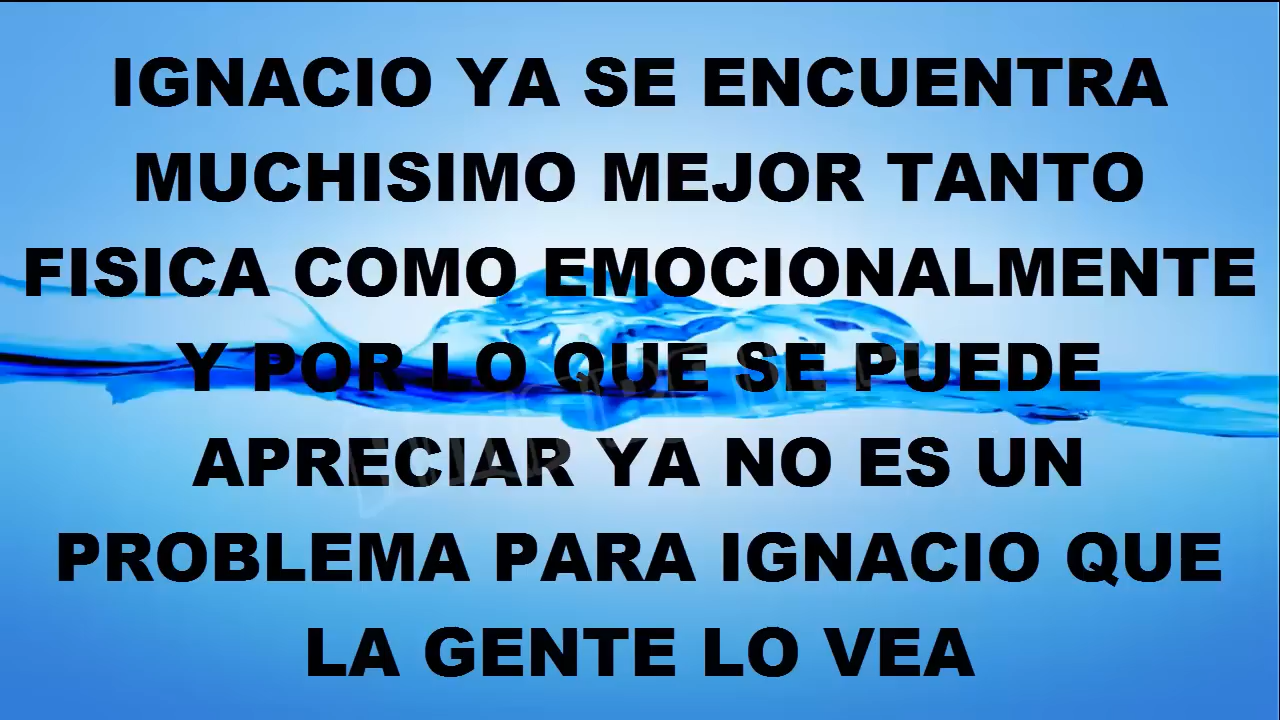 IGNACIO YA SE ENCUENTRA
MUCHISIMO MEJOR TANTO
FISICA COMO EMOCIONALMENTE
Y POR LO QUE SE PUEDE
APRECIAR YA NO ES UN
PROBLEMA PARA IGNACIO QUE
LA GENTE LO VEA